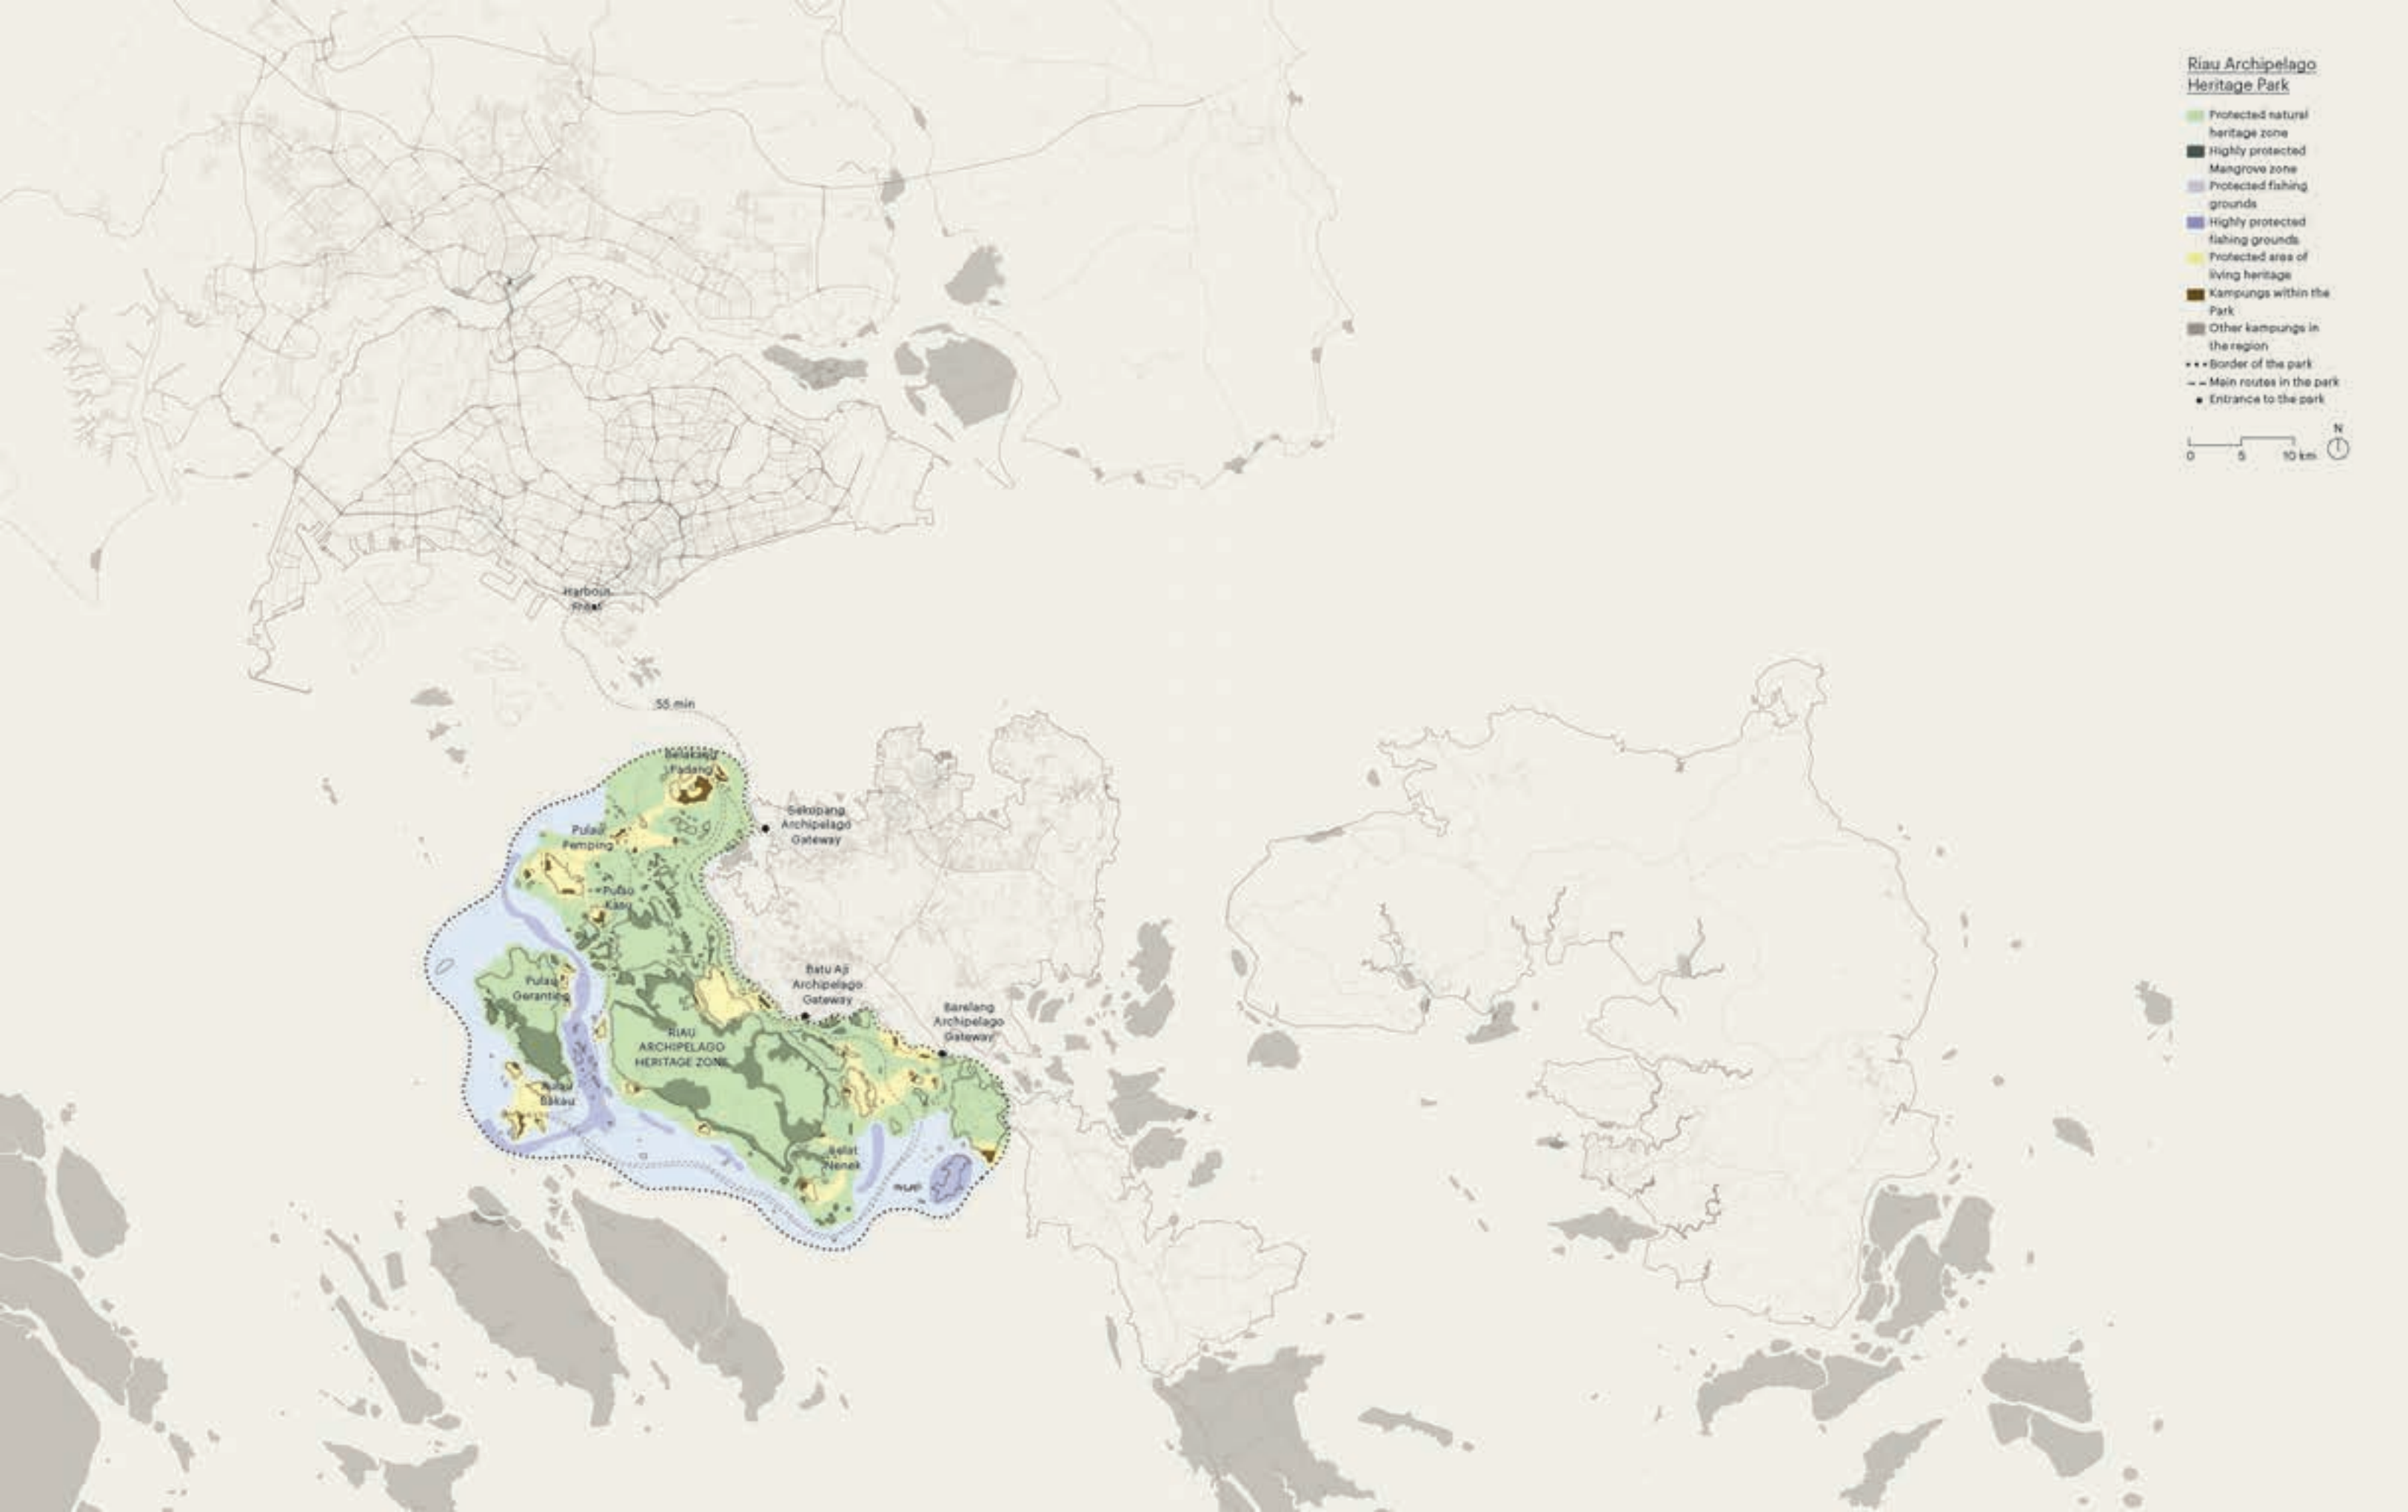 Riau Archipelago
Heritage Park
Protected natural
heritage zone
Highly protected
Mangrove zone
Protected fishing
grounds
Highly protected
fishing grounds
Protected area of
living heritage
Kampungs within the
Park
Other kampungs in
the region
Border of the park
Main routes in the park
Entrance to the park
N
0 5 10 km
Harbour
Front
55 min
Belakang
Padang
Sekupang
Archipelago
Gateway
Pulau
Pemping
Pulau
Kasu
Batu Aji
Archipelago
Gateway
Pulau
Geranting
Barelang
Archipelago
Gateway
RIAU
ARCHIPELAGO
HERITAGE ZONE
Bakau
Selat
Nenek